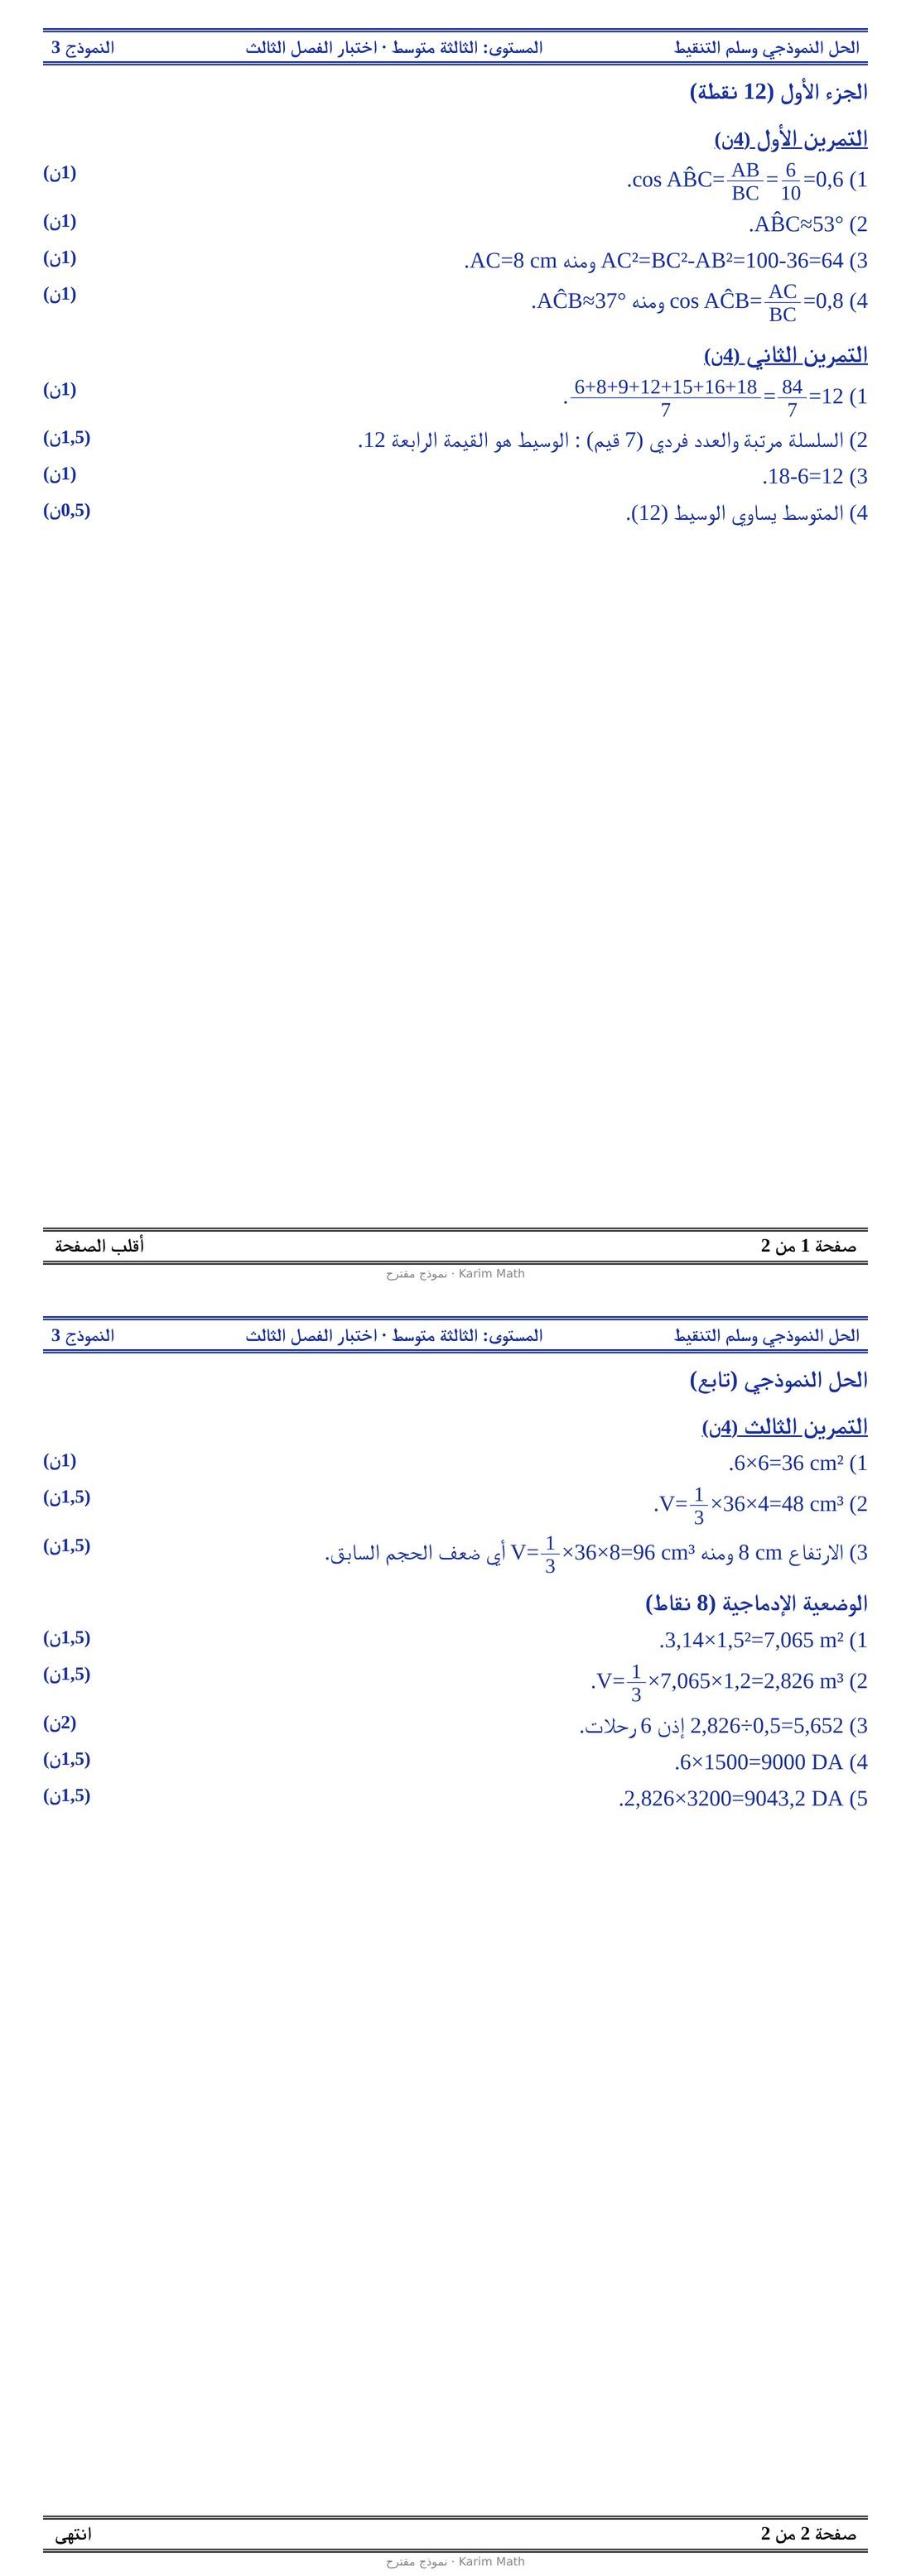 الحل النموذجي وسلم التنقيط المستوى: الثالثة متوسط · اختبار الفصل الثالث النموذج 3
الجزء الأول (12 نقطة)
التمرين الأول (4ن)
1) cos AB̂C=AB/BC=6/10=0,6. (1ن)
2) AB̂C≈53°. (1ن)
3) AC²=BC²-AB²=100-36=64 ومنه AC=8 cm. (1ن)
4) cos AĈB=AC/BC=0,8 ومنه AĈB≈37°. (1ن)
التمرين الثاني (4ن)
1) 6+8+9+12+15+16+18/7=84/7=12. (1ن)
2) السلسلة مرتبة والعدد فردي (7 قيم) : الوسيط هو القيمة الرابعة 12. (1,5ن)
3) 18-6=12. (1ن)
4) المتوسط يساوي الوسيط (12). (0,5ن)
صفحة 1 من 2 أقلب الصفحة
Karim Math · نموذج مقترح
الحل النموذجي وسلم التنقيط المستوى: الثالثة متوسط · اختبار الفصل الثالث النموذج 3
الحل النموذجي (تابع)
التمرين الثالث (4ن)
1) 6×6=36 cm². (1ن)
2) V=1/3×36×4=48 cm³. (1,5ن)
3) الارتفاع 8 cm ومنه V=1/3×36×8=96 cm³ أي ضعف الحجم السابق. (1,5ن)
الوضعية الإدماجية (8 نقاط)
1) 3,14×1,5²=7,065 m². (1,5ن)
2) V=1/3×7,065×1,2=2,826 m³. (1,5ن)
3) 2,826÷0,5=5,652 إذن 6 رحلات. (2ن)
4) 6×1500=9000 DA. (1,5ن)
5) 2,826×3200=9043,2 DA. (1,5ن)
صفحة 2 من 2 انتهى
Karim Math · نموذج مقترح